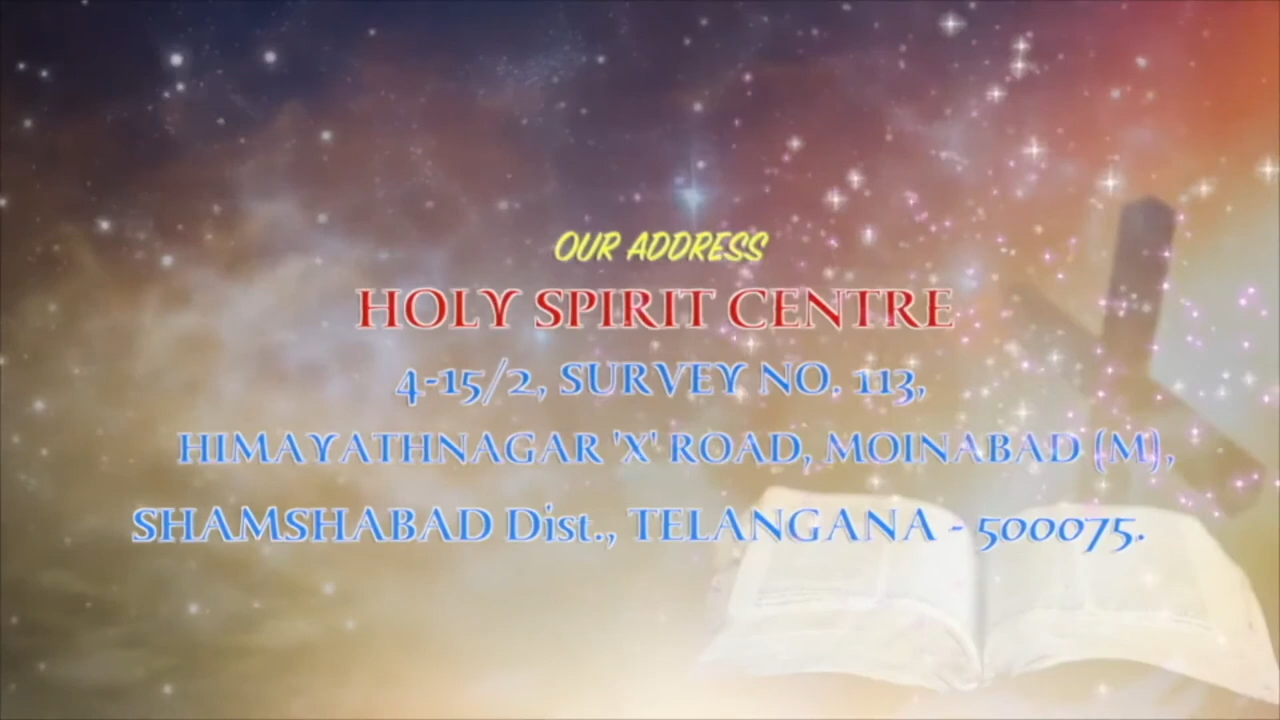 OUR ADDRESS
HOLY SPIRIT CENTRE
4-15/2, SURVEY NO. 113,
HIMAYATHNAGAR 'X' ROAD, MOINABAD (M),
SHAMSHABAD Dist., TELANGANA - 500075.